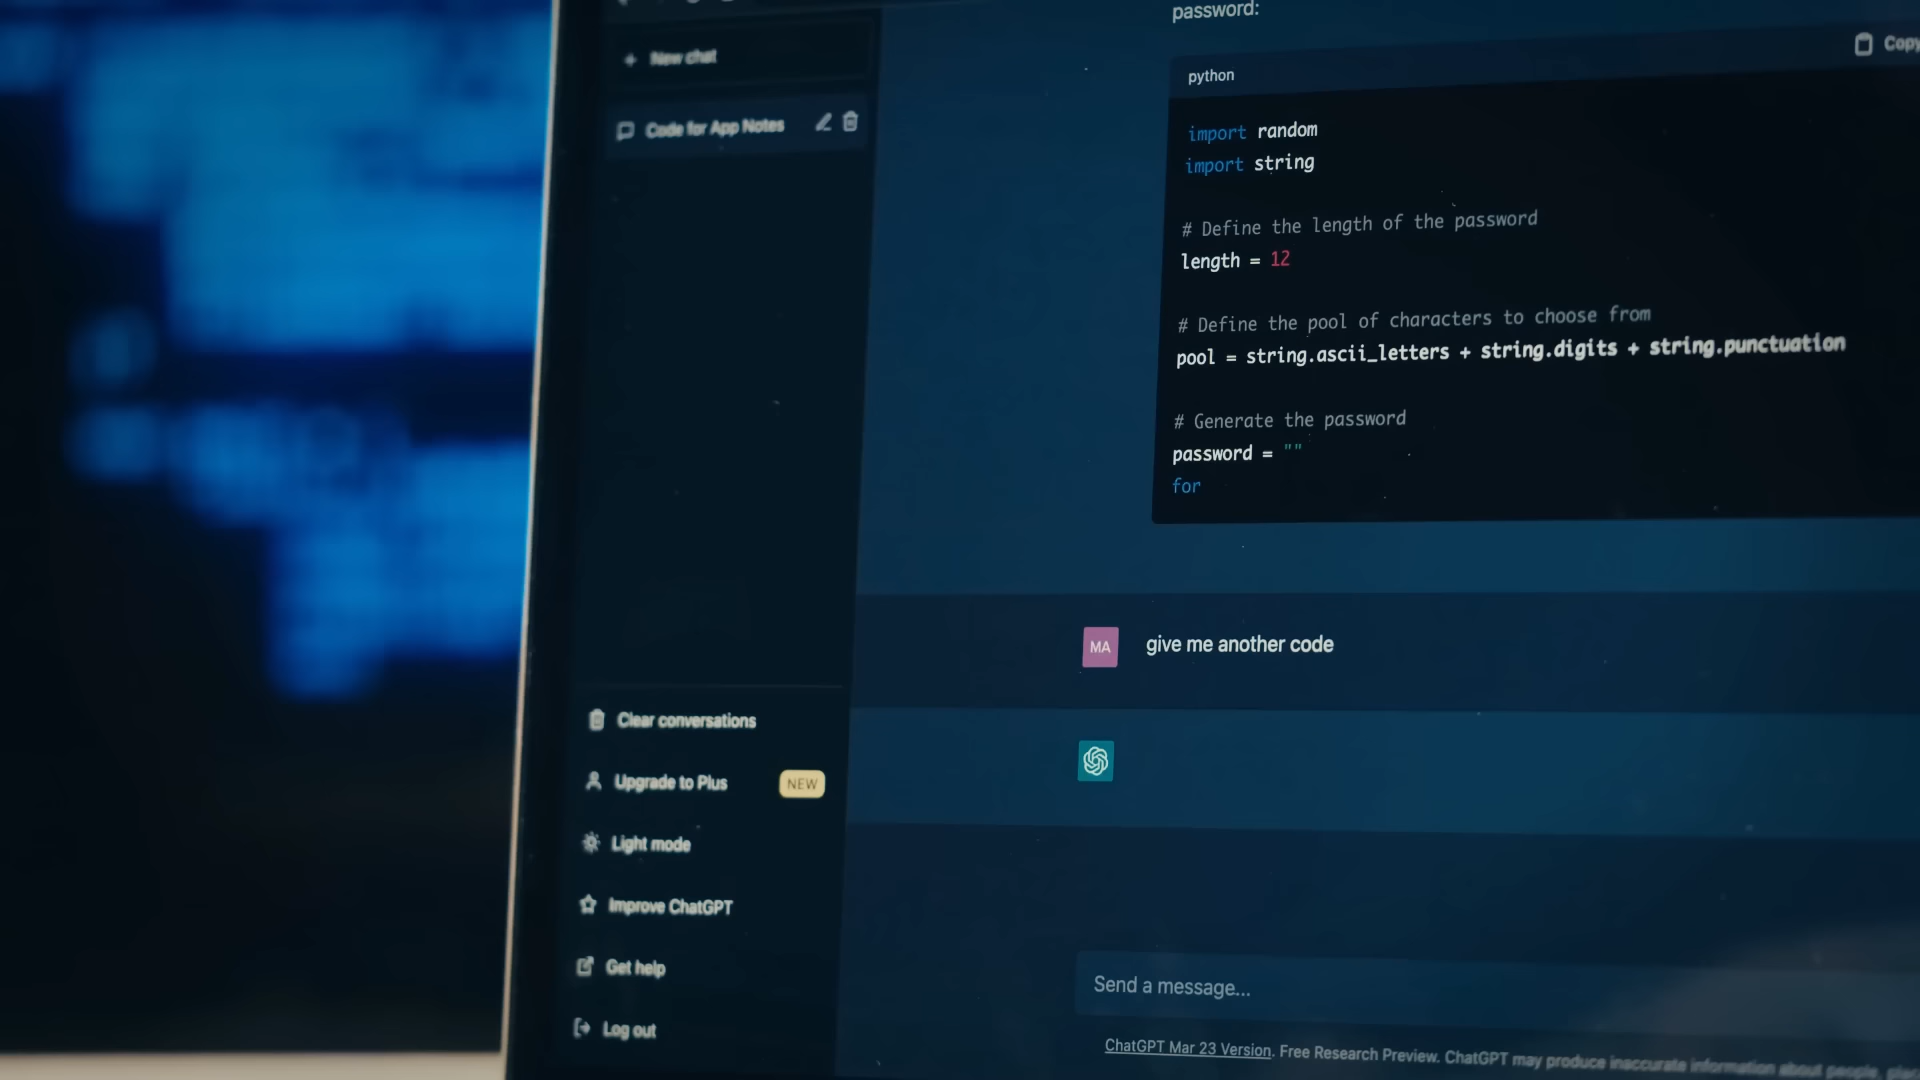 New chat
Code for App Notes
Clear conversations
Upgrade to Plus
NEW
Light mode
Improve ChatGPT
Get help
Log out
password:
python
Copy
import random
import string
# Define the length of the password
length = 12
# Define the pool of characters to choose from
pool = string.ascii_letters + string.digits + string.punctuation
# Generate the password
password = ""
for
MA
give me another code
Send a message...
ChatGPT Mar 23 Version. Free Research Preview. ChatGPT may produce inaccurate information about people,